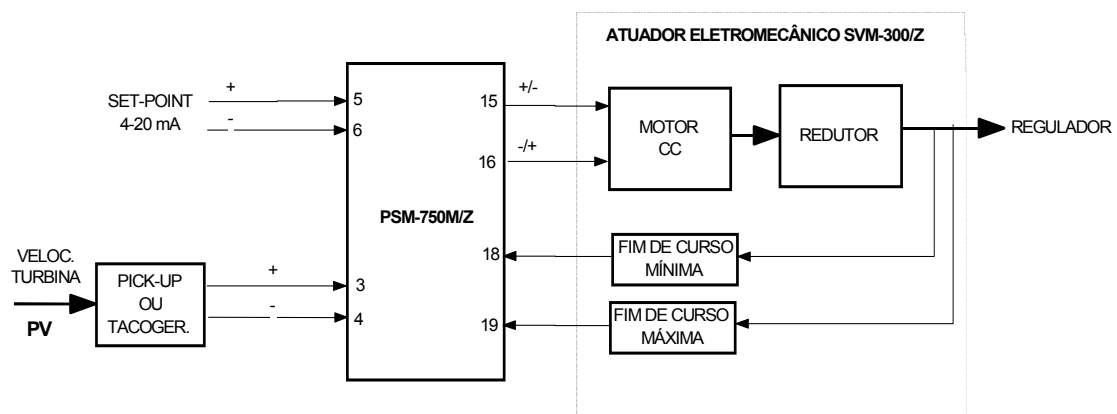 ATUADOR ELETROMECÂNICO SVM-300/Z
SET-POINT
4-20 mA
+
-
5
6
PSM-750M/Z
15
16
+/-
-/+
MOTOR
CC
REDUTOR
REGULADOR
18
19
FIM DE CURSO
MÍNIMA
FIM DE CURSO
MÁXIMA
VELOC.
TURBINA
PV
PICK-UP
OU
TACOGER.
+
-
3
4